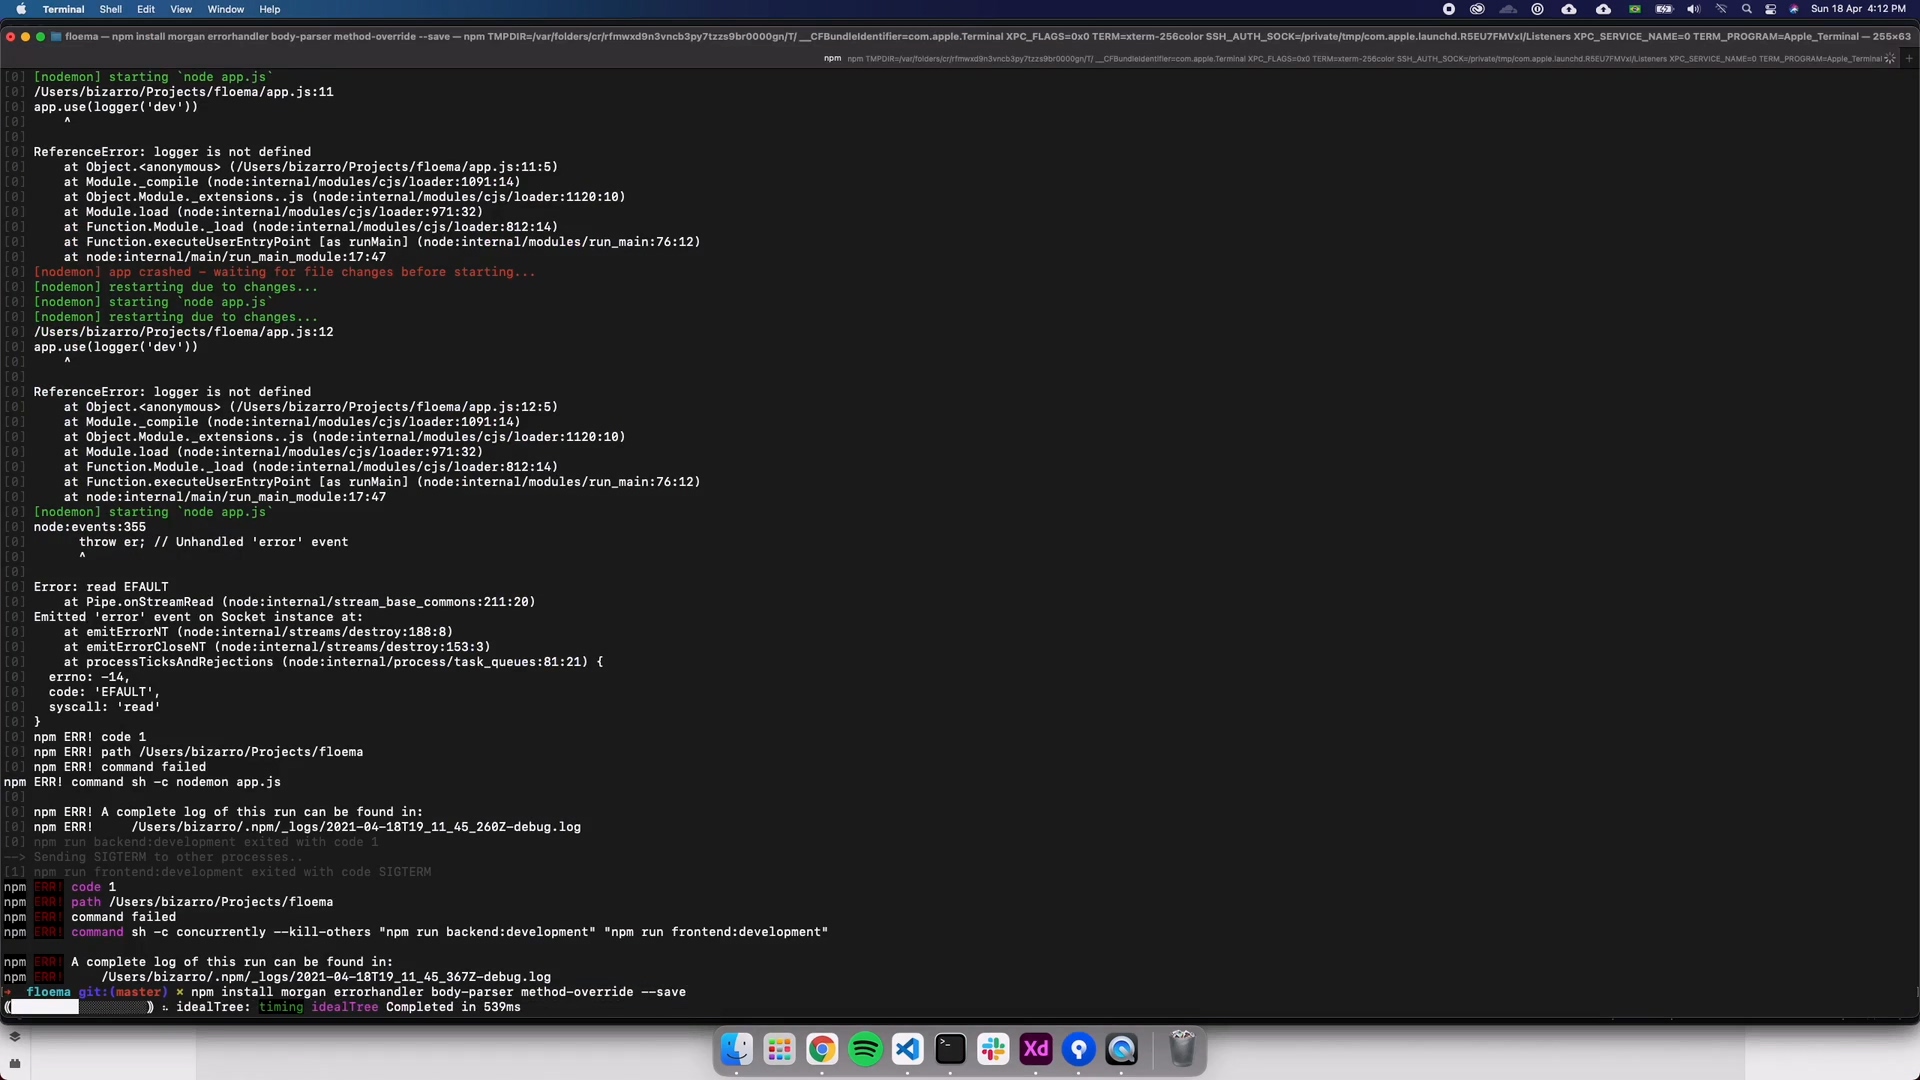 Terminal Shell Edit View Window Help Sun 18 Apr 4:12 PM
floema — npm install morgan errorhandler body-parser method-override --save — npm TMPDIR=/var/folders/cr/rfmwxd9n3vncb3py7tzzs9br0000gn/T/ __CFBundleIdentifier=com.apple.Terminal XPC_FLAGS=0x0 TERM=xterm-256color SSH_AUTH_SOCK=/private/tmp/com.apple.launchd.R5EU7FMVxI/Listeners XPC_SERVICE_NAME=0 TERM_PROGRAM=Apple_Terminal — 255×63
npm npm TMPDIR=/var/folders/cr/rfmwxd9n3vncb3py7tzzs9br0000gn/T/ __CFBundleIdentifier=com.apple.Terminal XPC_FLAGS=0x0 TERM=xterm-256color SSH_AUTH_SOCK=/private/tmp/com.apple.launchd.R5EU7FMVxI/Listeners XPC_SERVICE_NAME=0 TERM_PROGRAM=Apple_Terminal
[0] [nodemon] starting `node app.js`
[0] /Users/bizarro/Projects/floema/app.js:11
[0] app.use(logger('dev'))
[0]     ^
[0]
[0] ReferenceError: logger is not defined
[0]     at Object.<anonymous> (/Users/bizarro/Projects/floema/app.js:11:5)
[0]     at Module._compile (node:internal/modules/cjs/loader:1091:14)
[0]     at Object.Module._extensions..js (node:internal/modules/cjs/loader:1120:10)
[0]     at Module.load (node:internal/modules/cjs/loader:971:32)
[0]     at Function.Module._load (node:internal/modules/cjs/loader:812:14)
[0]     at Function.executeUserEntryPoint [as runMain] (node:internal/modules/run_main:76:12)
[0]     at node:internal/main/run_main_module:17:47
[0] [nodemon] app crashed - waiting for file changes before starting...
[0] [nodemon] restarting due to changes...
[0] [nodemon] starting `node app.js`
[0] [nodemon] restarting due to changes...
[0] /Users/bizarro/Projects/floema/app.js:12
[0] app.use(logger('dev'))
[0]     ^
[0]
[0] ReferenceError: logger is not defined
[0]     at Object.<anonymous> (/Users/bizarro/Projects/floema/app.js:12:5)
[0]     at Module._compile (node:internal/modules/cjs/loader:1091:14)
[0]     at Object.Module._extensions..js (node:internal/modules/cjs/loader:1120:10)
[0]     at Module.load (node:internal/modules/cjs/loader:971:32)
[0]     at Function.Module._load (node:internal/modules/cjs/loader:812:14)
[0]     at Function.executeUserEntryPoint [as runMain] (node:internal/modules/run_main:76:12)
[0]     at node:internal/main/run_main_module:17:47
[0] [nodemon] starting `node app.js`
[0] node:events:355
[0]       throw er; // Unhandled 'error' event
[0]       ^
[0]
[0] Error: read EFAULT
[0]     at Pipe.onStreamRead (node:internal/stream_base_commons:211:20)
[0] Emitted 'error' event on Socket instance at:
[0]     at emitErrorNT (node:internal/streams/destroy:188:8)
[0]     at emitErrorCloseNT (node:internal/streams/destroy:153:3)
[0]     at processTicksAndRejections (node:internal/process/task_queues:81:21) {
[0]   errno: -14,
[0]   code: 'EFAULT',
[0]   syscall: 'read'
[0] }
[0] npm ERR! code 1
[0] npm ERR! path /Users/bizarro/Projects/floema
[0] npm ERR! command failed
npm ERR! command sh -c nodemon app.js
[0]
[0] npm ERR! A complete log of this run can be found in:
[0] npm ERR!     /Users/bizarro/.npm/_logs/2021-04-18T19_11_45_260Z-debug.log
[0] npm run backend:development exited with code 1
--> Sending SIGTERM to other processes..
[1] npm run frontend:development exited with code SIGTERM
npm ERR! code 1
npm ERR! path /Users/bizarro/Projects/floema
npm ERR! command failed
npm ERR! command sh -c concurrently --kill-others "npm run backend:development" "npm run frontend:development"
npm ERR! A complete log of this run can be found in:
npm ERR!     /Users/bizarro/.npm/_logs/2021-04-18T19_11_45_367Z-debug.log
→ floema git:(master) × npm install morgan errorhandler body-parser method-override --save
idealTree: timing idealTree Completed in 539ms
Xd